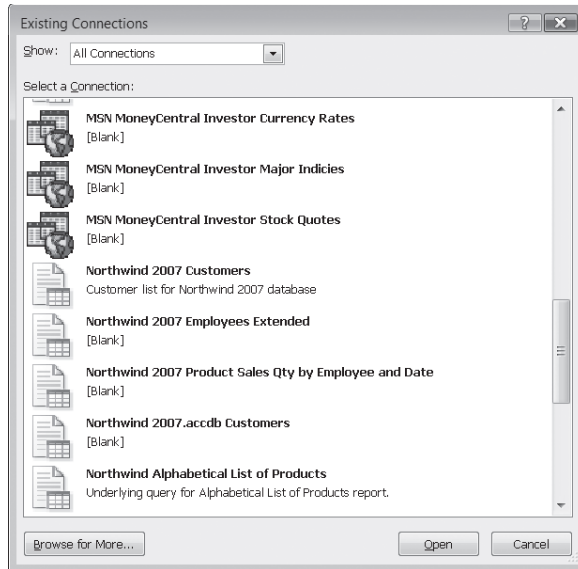 Existing Connections
Show: All Connections
Select a Connection:
MSN MoneyCentral Investor Currency Rates
[Blank]
MSN MoneyCentral Investor Major Indicies
[Blank]
MSN MoneyCentral Investor Stock Quotes
[Blank]
Northwind 2007 Customers
Customer list for Northwind 2007 database
Northwind 2007 Employees Extended
[Blank]
Northwind 2007 Product Sales Qty by Employee and Date
[Blank]
Northwind 2007.accdb Customers
[Blank]
Northwind Alphabetical List of Products
Underlying query for Alphabetical List of Products report.
Browse for More... Open Cancel